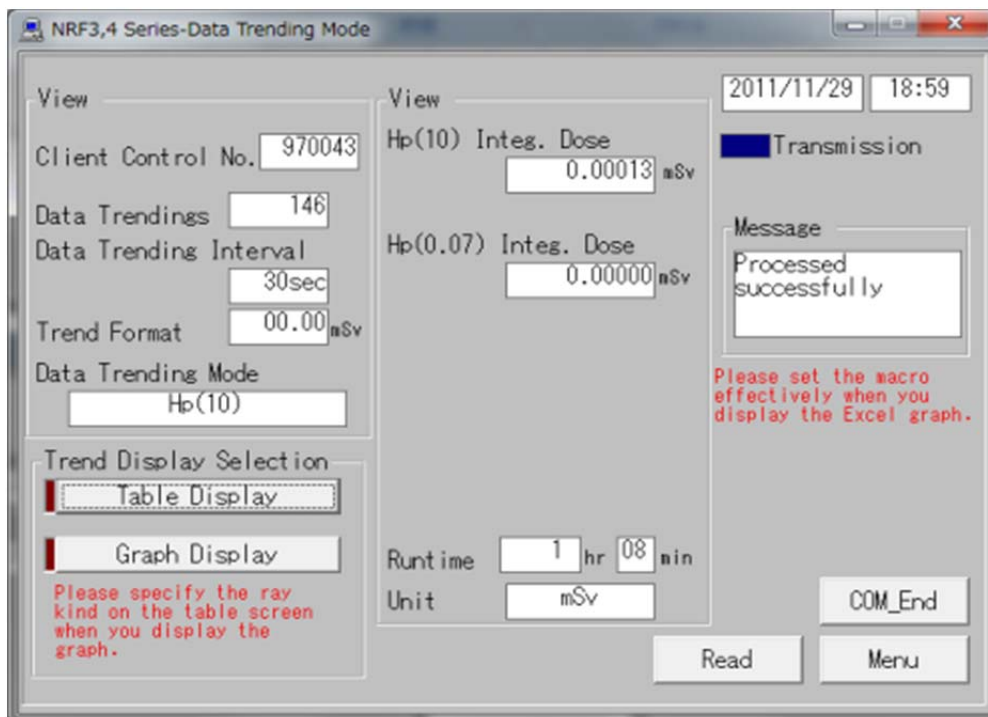 NRF3,4 Series-Data Trending Mode
View
Client Control No. 970043
Data Trendings 146
Data Trending Interval
30sec
Trend Format 00.00 mSv
Data Trending Mode
Hp(10)
Trend Display Selection
Table Display
Graph Display
Please specify the ray
kind on the table screen
when you display the
graph.
View
Hp(10) Integ. Dose
0.00013 mSv
Hp(0.07) Integ. Dose
0.00000 mSv
Runtime 1 hr 08 min
Unit mSv
2011/11/29 18:59
Transmission
Message
Processed
successfully
Please set the macro
effectively when you
display the Excel graph.
COM_End
Read Menu